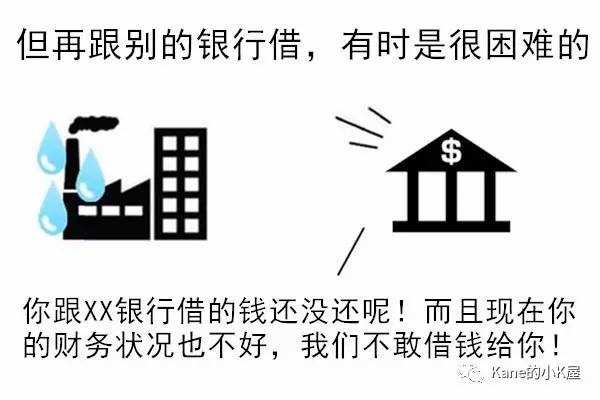 但再跟别的银行借，有时是很困难的
$
你跟XX银行借的钱还没还呢！而且现在你
的财务状况也不好，我们不敢借钱给你！
Kane的小K屋